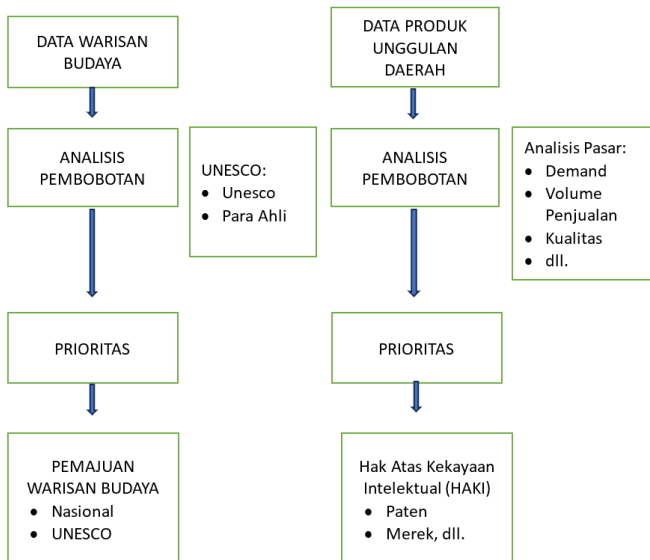 DATA WARISAN
BUDAYA
ANALISIS
PEMBOBOTAN
UNESCO:
• Unesco
• Para Ahli
PRIORITAS
PEMAJUAN
WARISAN BUDAYA
• Nasional
• UNESCO
DATA PRODUK
UNGGULAN
DAERAH
ANALISIS
PEMBOBOTAN
Analisis Pasar:
• Demand
• Volume
Penjualan
• Kualitas
• dll.
PRIORITAS
Hak Atas Kekayaan
Intelektual (HAKI)
• Paten
• Merek, dll.